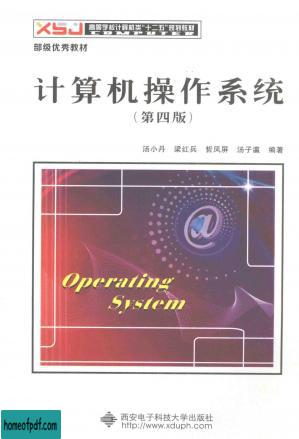 XSJ 高等学校计算机类"十二五"规划教材
COMPUTER
部级优秀教材
计算机操作系统
(第四版)
汤小丹 梁红兵 哲凤屏 汤子瀛 编著
@
Operating
System
西安电子科技大学出版社
http://www.xduph.com
homeofpdf.com